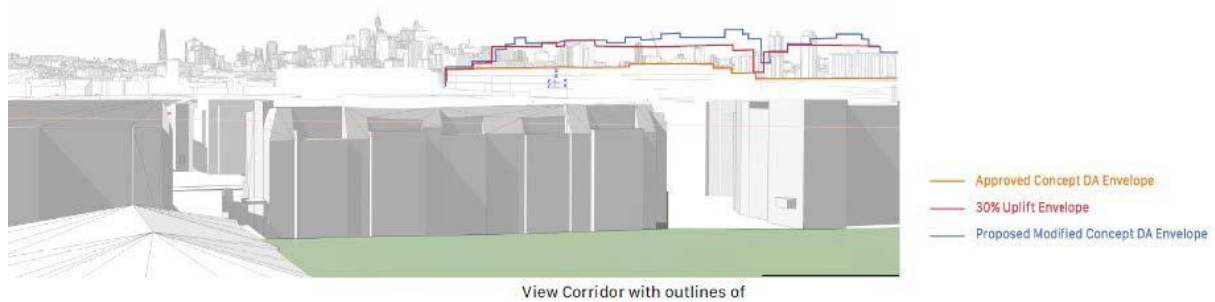 Approved Concept DA Envelope
30% Uplift Envelope
Proposed Modified Concept DA Envelope
View Corridor with outlines of